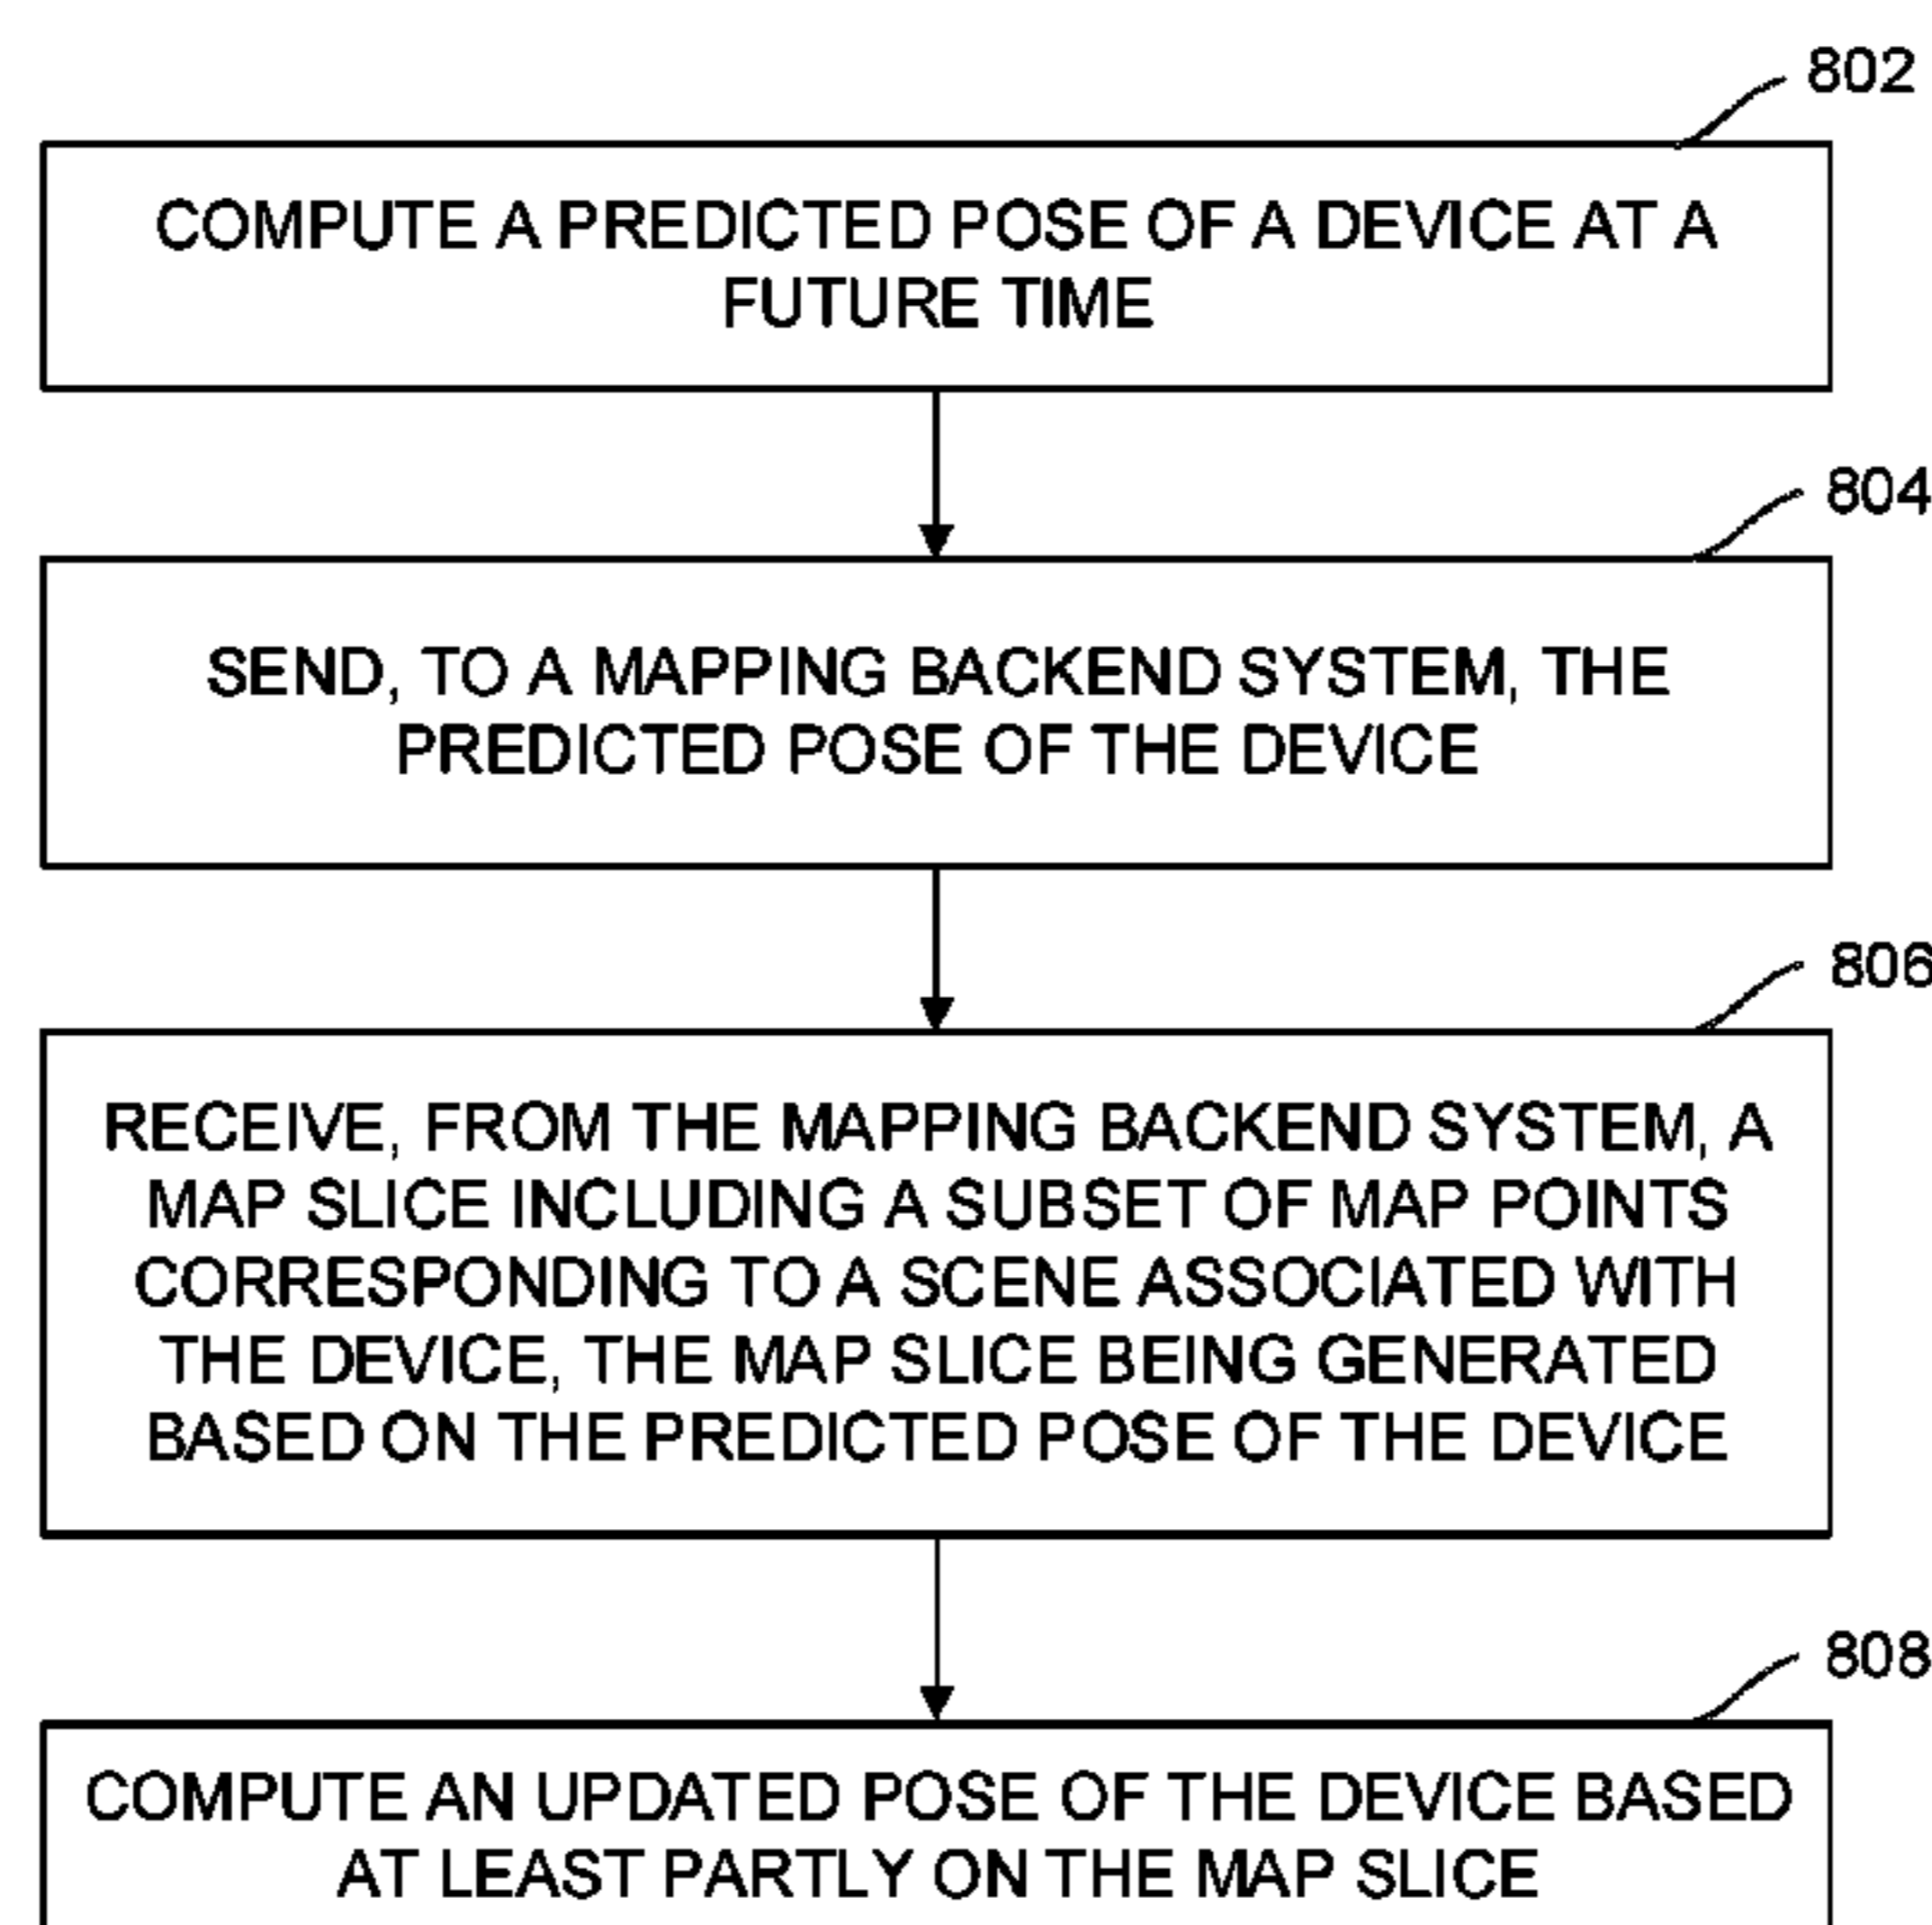 802
COMPUTE A PREDICTED POSE OF A DEVICE AT A
FUTURE TIME
804
SEND, TO A MAPPING BACKEND SYSTEM, THE
PREDICTED POSE OF THE DEVICE
806
RECEIVE, FROM THE MAPPING BACKEND SYSTEM, A
MAP SLICE INCLUDING A SUBSET OF MAP POINTS
CORRESPONDING TO A SCENE ASSOCIATED WITH
THE DEVICE, THE MAP SLICE BEING GENERATED
BASED ON THE PREDICTED POSE OF THE DEVICE
808
COMPUTE AN UPDATED POSE OF THE DEVICE BASED
AT LEAST PARTLY ON THE MAP SLICE